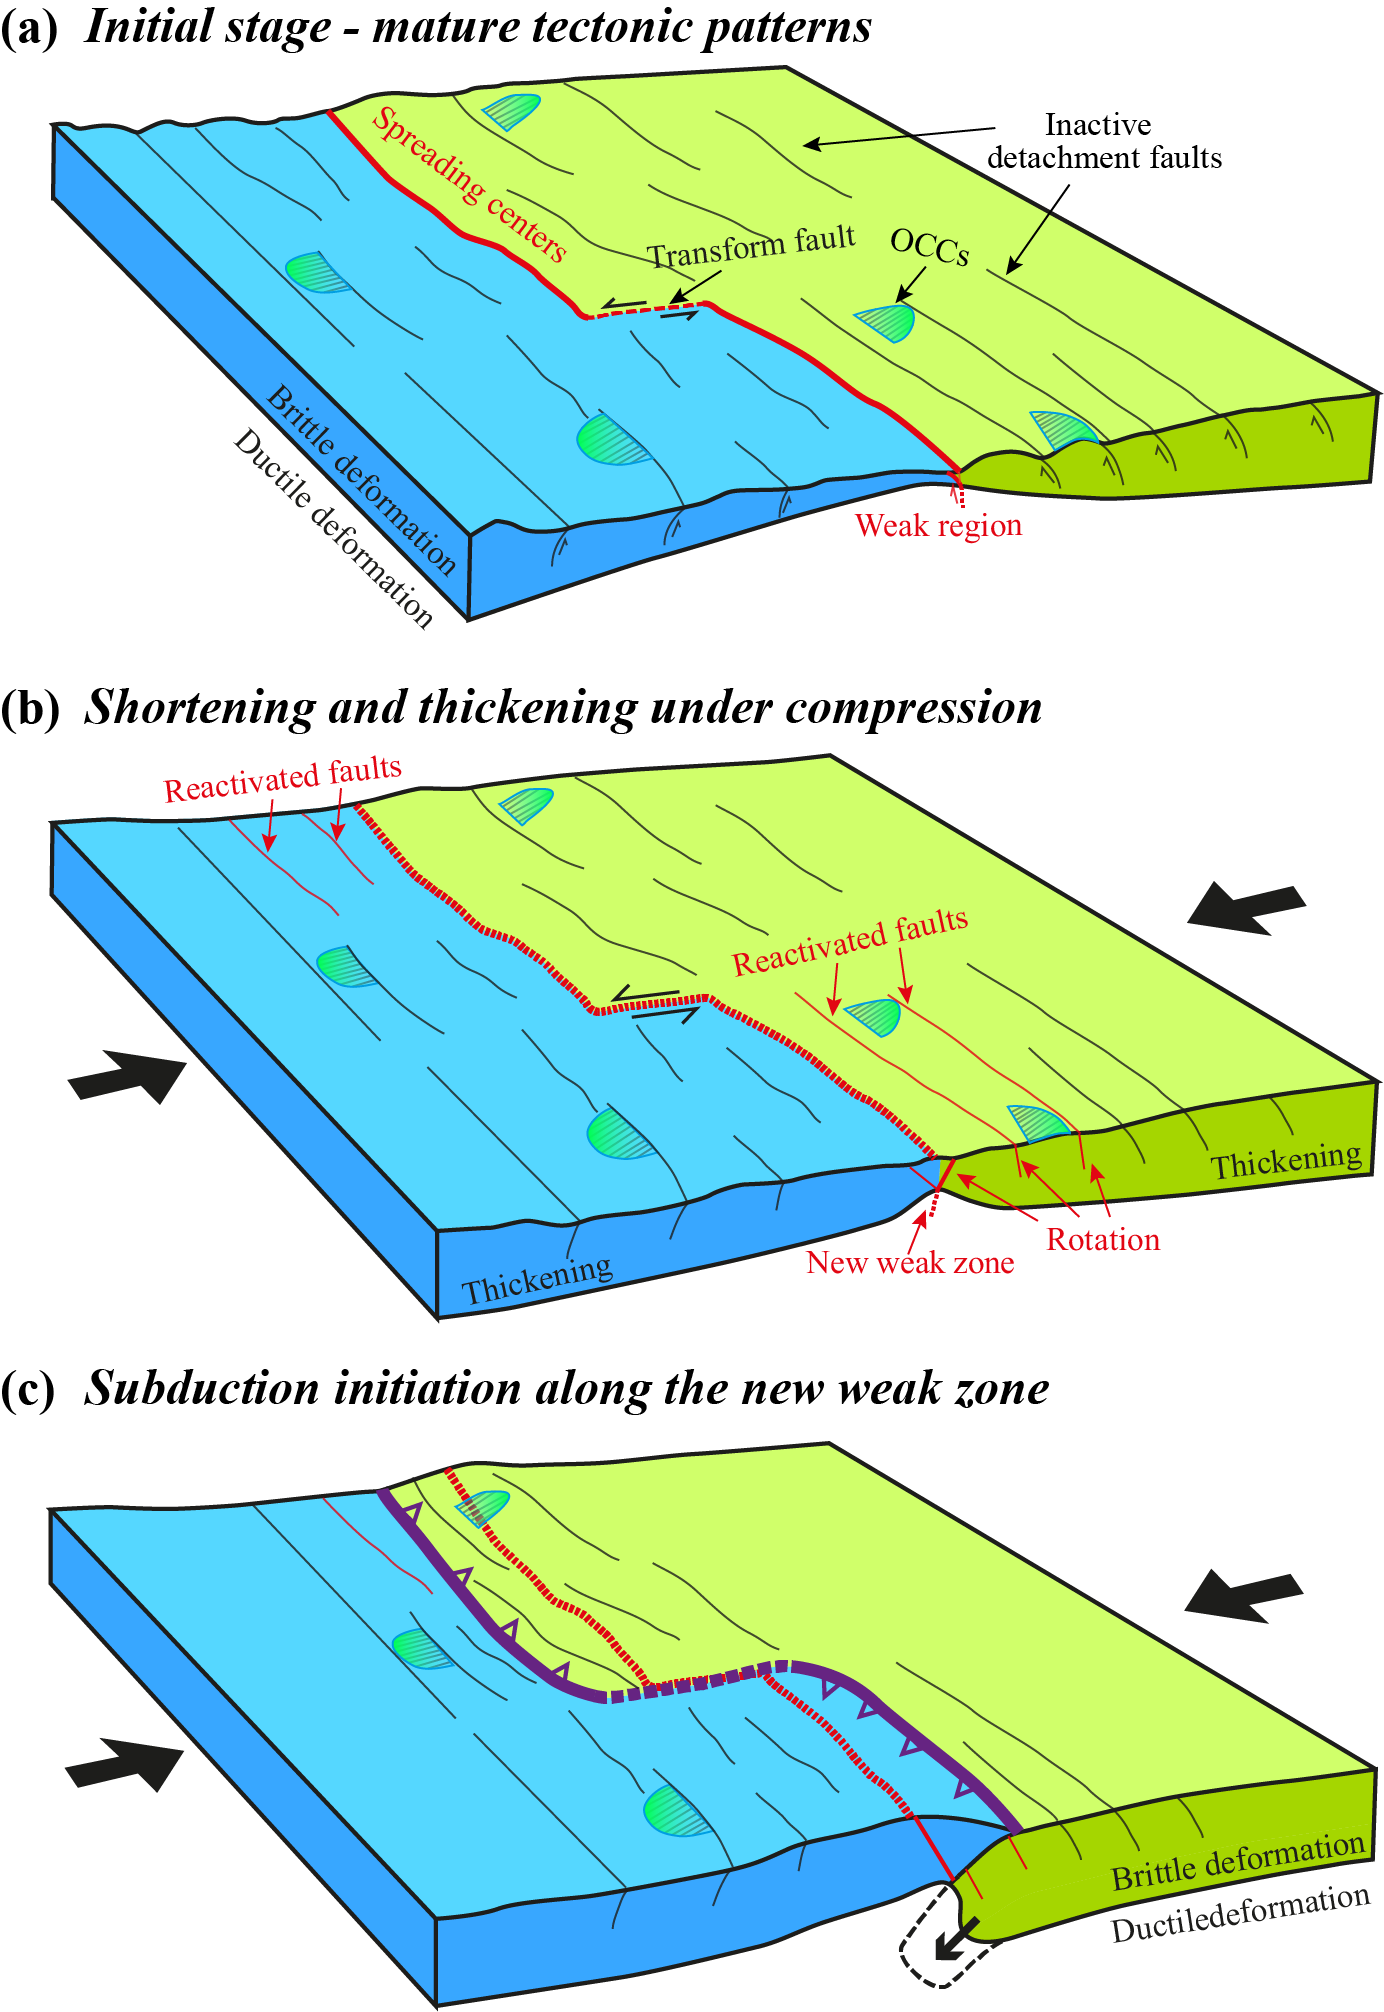 (a) Initial stage - mature tectonic patterns
Spreading centers
Transform fault
OCCs
Inactive
detachment faults
Brittle deformation
Ductile deformation
Weak region
(b) Shortening and thickening under compression
Reactivated faults
Reactivated faults
Thickening
Thickening
Rotation
New weak zone
(c) Subduction initiation along the new weak zone
Brittle deformation
Ductiledeformation